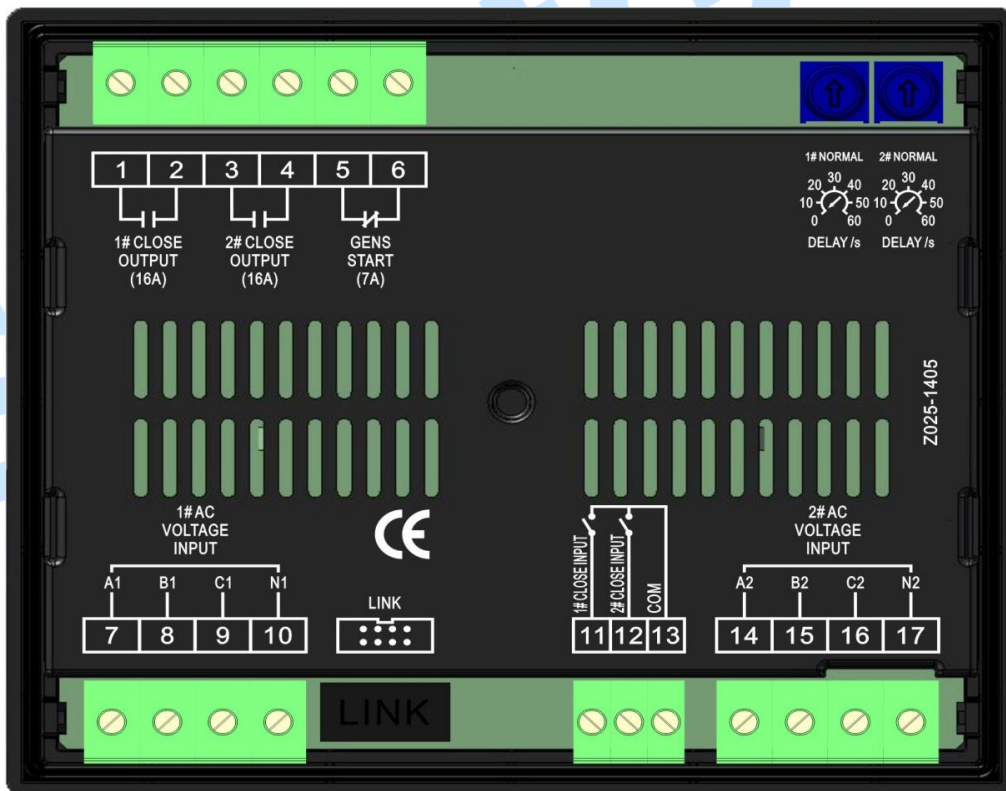 1 2 3 4 5 6
1# CLOSE OUTPUT (16A)
2# CLOSE OUTPUT (16A)
GENS START (7A)
1# NORMAL
0 10 20 30 40 50 60
DELAY /s
2# NORMAL
0 10 20 30 40 50 60
DELAY /s
Z025-1405
1# AC
VOLTAGE
INPUT
A1 B1 C1 N1
7 8 9 10
CE
LINK
1# CLOSE INPUT
2# CLOSE INPUT
COM
11 12 13
2# AC
VOLTAGE
INPUT
A2 B2 C2 N2
14 15 16 17
LINK